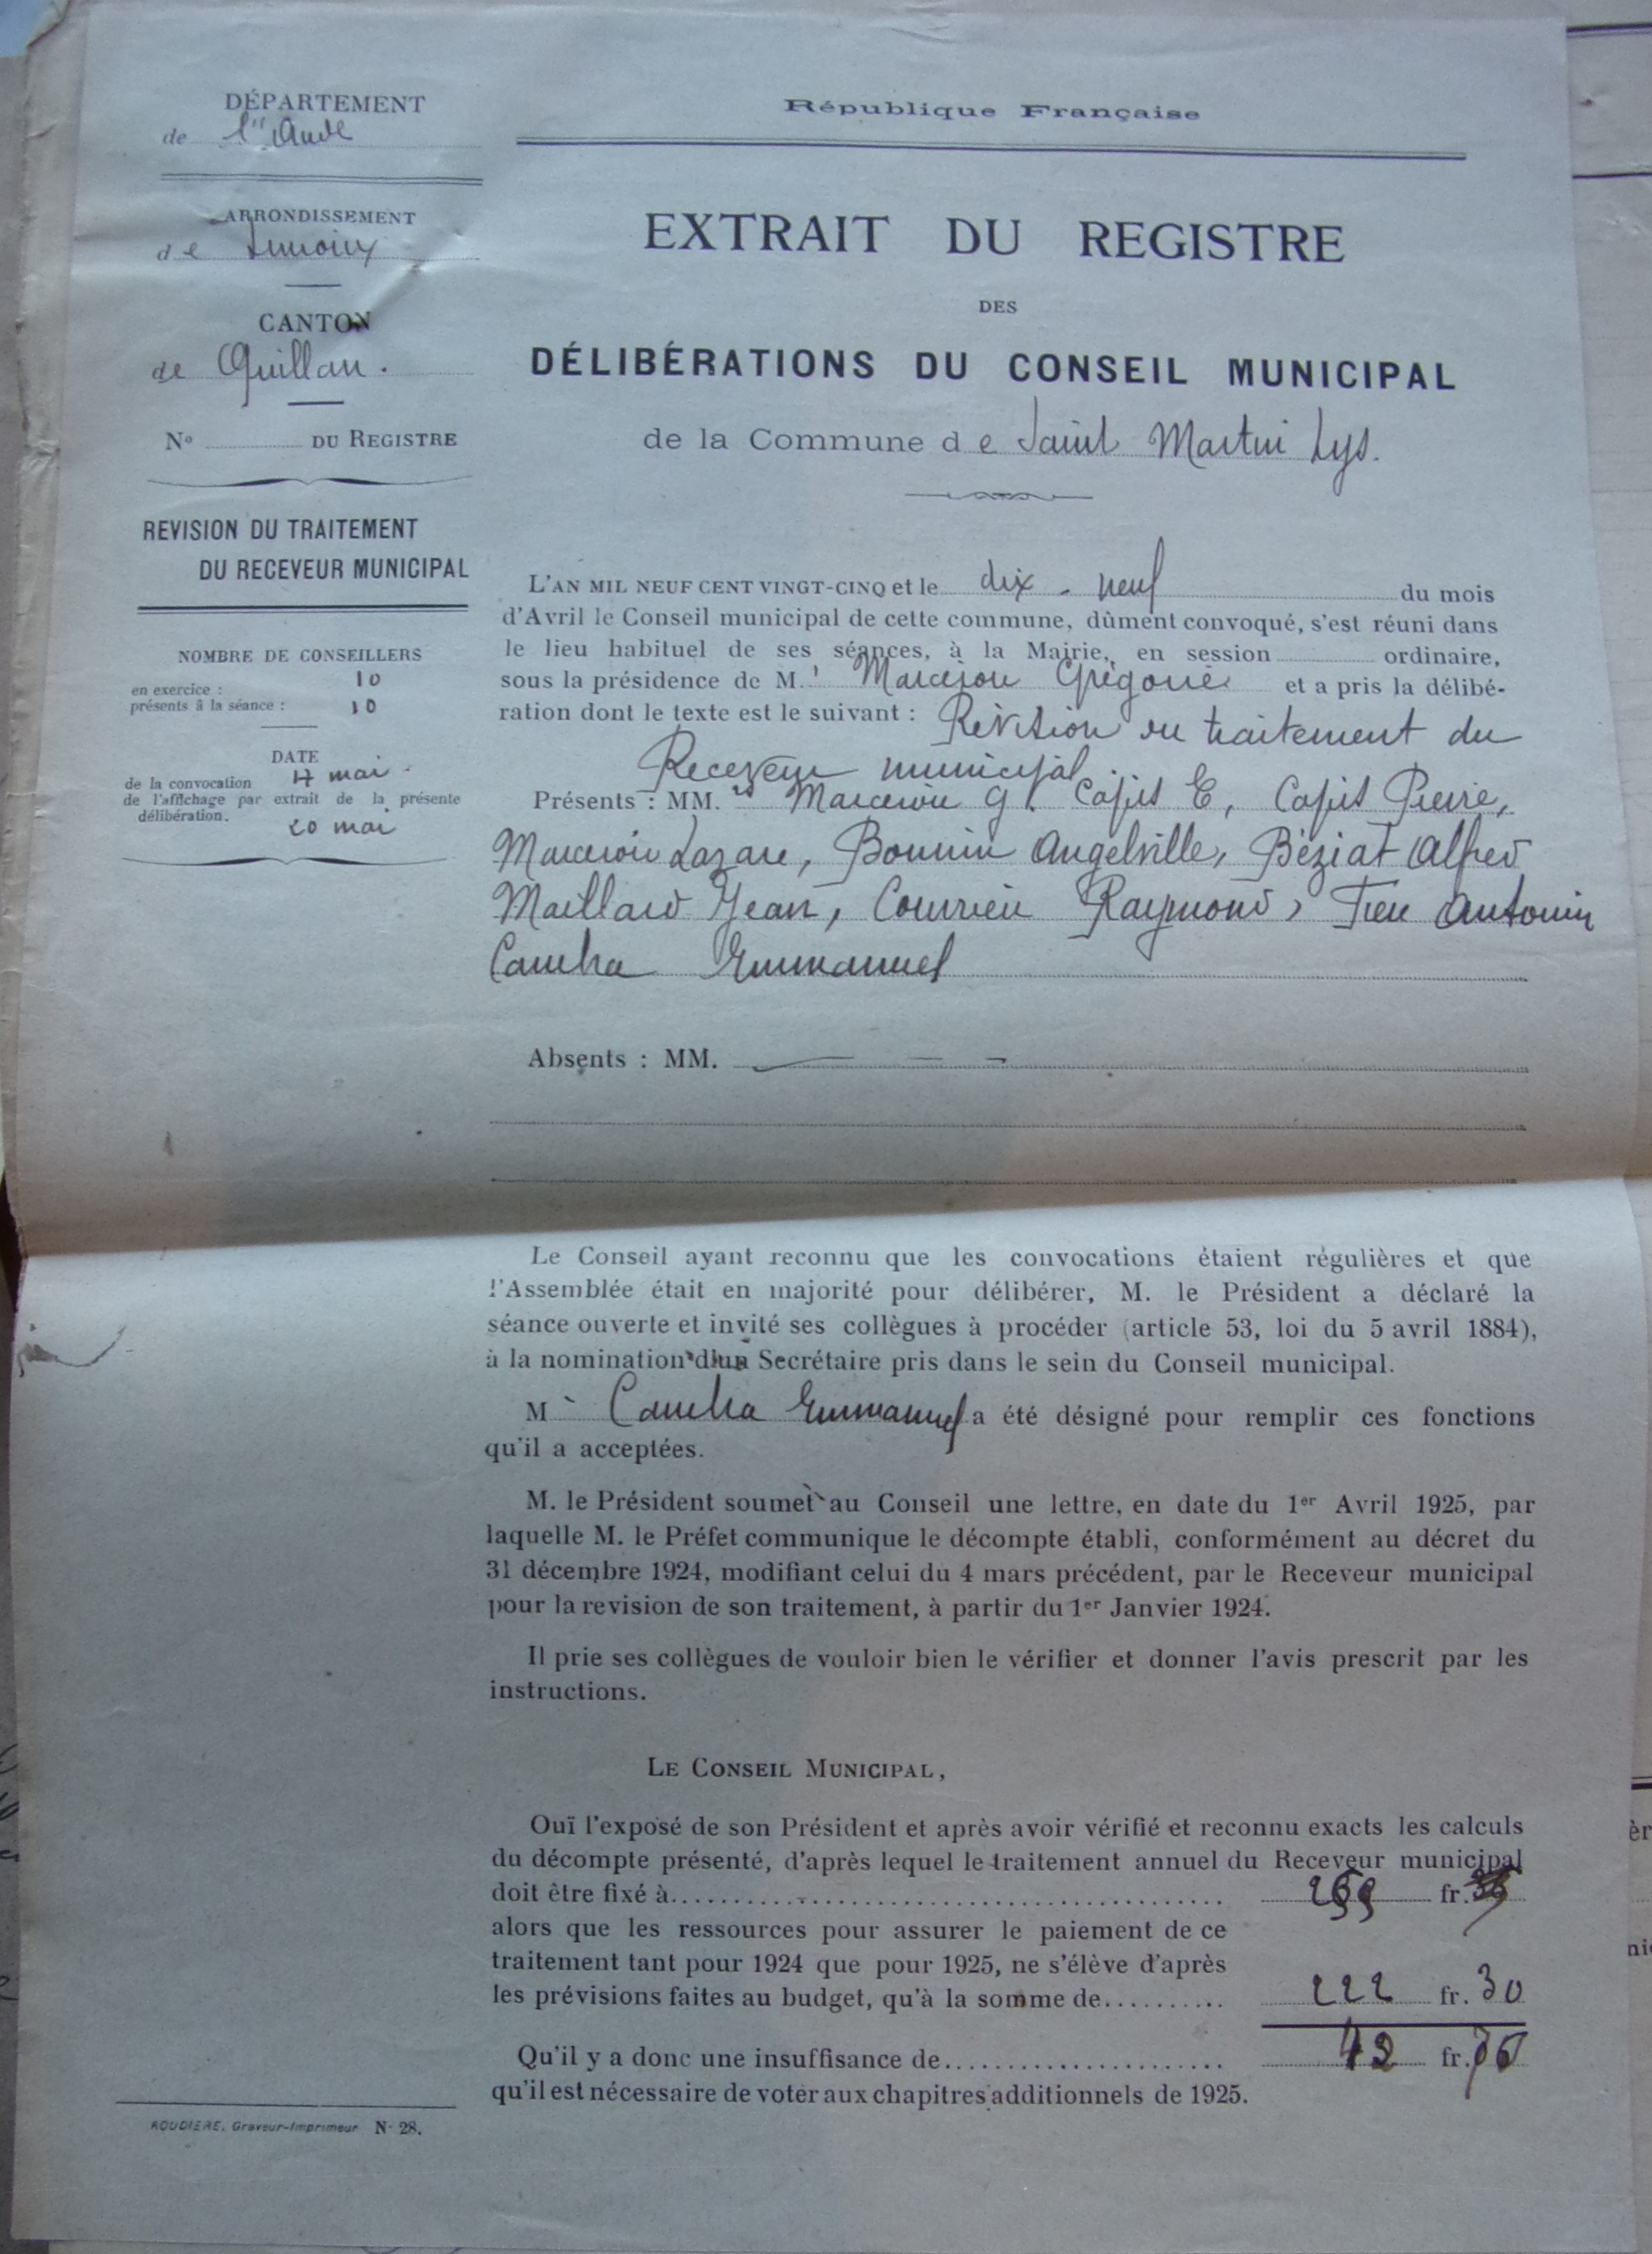 DÉPARTEMENT
de l'Aude
ARRONDISSEMENT
de Limoux
CANTON
de Quillan.
No DU REGISTRE
REVISION DU TRAITEMENT
DU RECEVEUR MUNICIPAL
NOMBRE DE CONSEILLERS
en exercice : 10
présents à la séance : 10
DATE
de la convocation 4 mai
de l'affichage par extrait de la présente
délibération. 20 mai
République Française
EXTRAIT DU REGISTRE
DES
DÉLIBÉRATIONS DU CONSEIL MUNICIPAL
de la Commune de Saint Martin Lys.
L'AN MIL NEUF CENT VINGT-CINQ et le dix-neuf du mois
d'Avril le Conseil municipal de cette commune, dûment convoqué, s'est réuni dans
le lieu habituel de ses séances, à la Mairie, en session ordinaire,
sous la présidence de M. Grégoire et a pris la délibé-
ration dont le texte est le suivant : Révision du traitement du
Receveur municipal
Présents : MM. G. E, Pierre,
Lazare, Angelville, Béziat Alfred
Maillard Jean, Courrieu Raymond, Antonin
Emmanuel
Absents : MM.
Le Conseil ayant reconnu que les convocations étaient régulières et que
l'Assemblée était en majorité pour délibérer, M. le Président a déclaré la
séance ouverte et invité ses collègues à procéder (article 53, loi du 5 avril 1884),
à la nomination d'un Secrétaire pris dans le sein du Conseil municipal.
M Emmanuel a été désigné pour remplir ces fonctions
qu'il a acceptées.
M. le Président soumet au Conseil une lettre, en date du 1er Avril 1925, par
laquelle M. le Préfet communique le décompte établi, conformément au décret du
31 décembre 1924, modifiant celui du 4 mars précédent, par le Receveur municipal
pour la revision de son traitement, à partir du 1er Janvier 1924.
Il prie ses collègues de vouloir bien le vérifier et donner l'avis prescrit par les
instructions.
LE CONSEIL MUNICIPAL,
Ouï l'exposé de son Président et après avoir vérifié et reconnu exacts les calculs
du décompte présenté, d'après lequel le traitement annuel du Receveur municipal
doit être fixé à........ fr.
alors que les ressources pour assurer le paiement de ce
traitement tant pour 1924 que pour 1925, ne s'élève d'après
les prévisions faites au budget, qu'à la somme de.......... 222 fr. 30
Qu'il y a donc une insuffisance de........ fr.
qu'il est nécessaire de voter aux chapitres additionnels de 1925.
ROUDIERE, Graveur-Imprimeur N· 28.